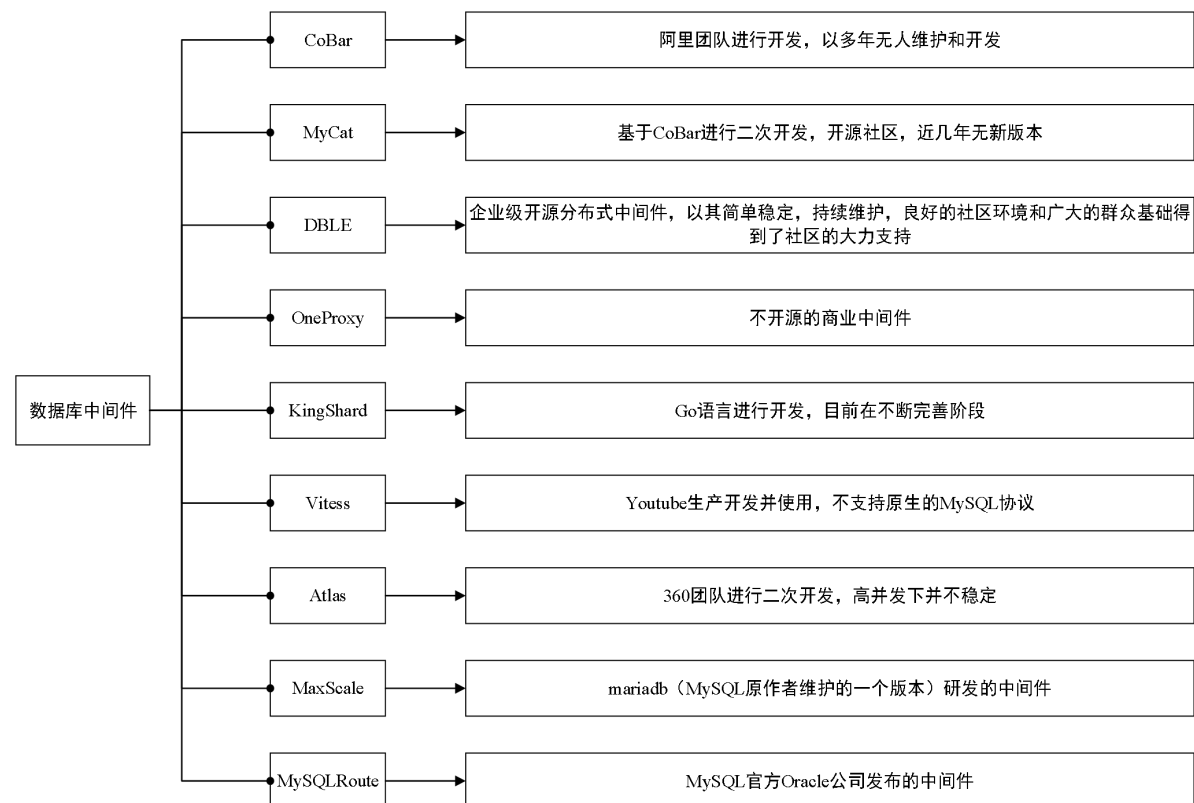 CoBar
阿里团队进行开发，以多年无人维护和开发
MyCat
基于CoBar进行二次开发，开源社区，近几年无新版本
DBLE
企业级开源分布式中间件，以其简单稳定，持续维护，良好的社区环境和广大的群众基础得
到了社区的大力支持
OneProxy
不开源的商业中间件
数据库中间件
KingShard
Go语言进行开发，目前在不断完善阶段
Vitess
Youtube生产开发并使用，不支持原生的MySQL协议
Atlas
360团队进行二次开发，高并发下并不稳定
MaxScale
mariadb（MySQL原作者维护的一个版本）研发的中间件
MySQLRoute
MySQL官方Oracle公司发布的中间件